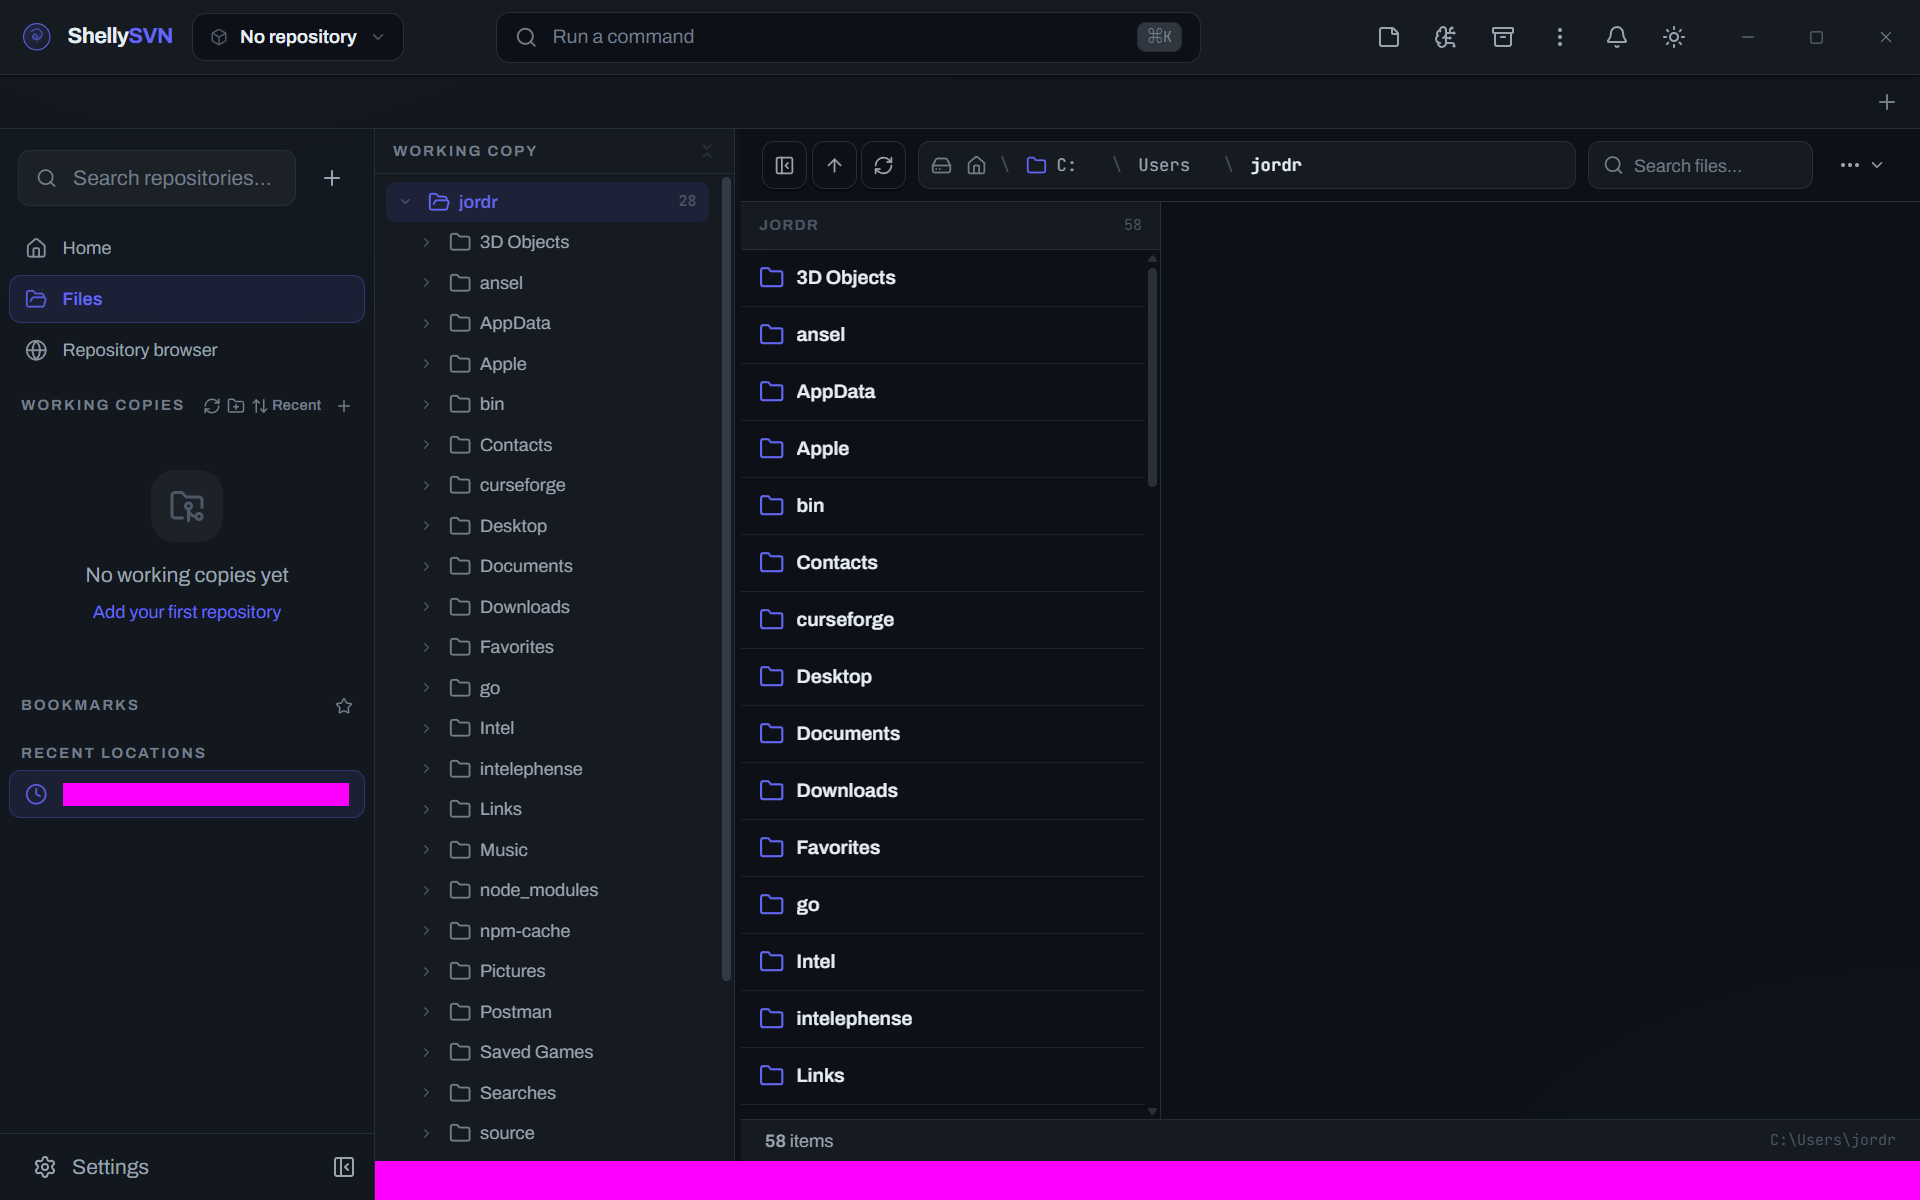 ShellySVN
No repository
Run a command
⌘K
Search repositories...
Home
Files
Repository browser
WORKING COPIES
Recent
No working copies yet
Add your first repository
BOOKMARKS
RECENT LOCATIONS
Settings
WORKING COPY
jordr 28
3D Objects
ansel
AppData
Apple
bin
Contacts
curseforge
Desktop
Documents
Downloads
Favorites
go
Intel
intelephense
Links
Music
node_modules
npm-cache
Pictures
Postman
Saved Games
Searches
source
\ C: \ Users \ jordr
Search files...
JORDR 58
3D Objects
ansel
AppData
Apple
bin
Contacts
curseforge
Desktop
Documents
Downloads
Favorites
go
Intel
intelephense
Links
58 items
C:\Users\jordr